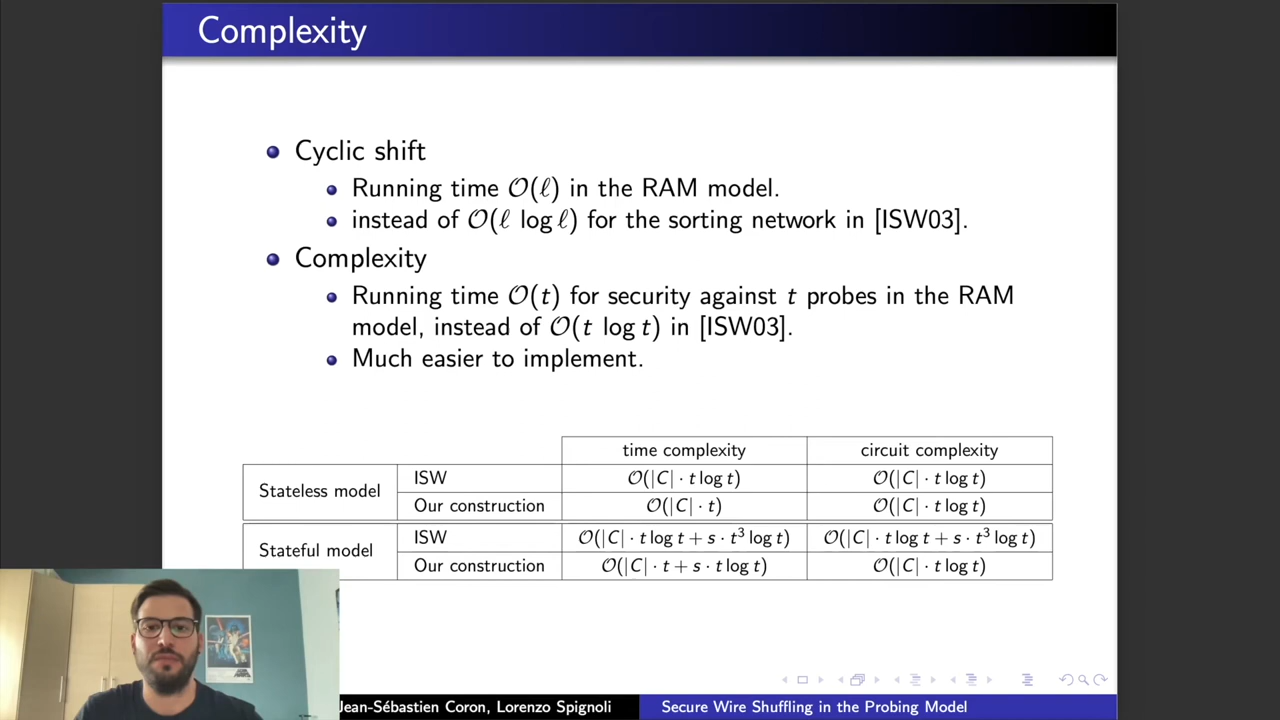 Complexity
Cyclic shift
Running time O(ℓ) in the RAM model.
instead of O(ℓ log ℓ) for the sorting network in [ISW03].
Complexity
Running time O(t) for security against t probes in the RAM
model, instead of O(t log t) in [ISW03].
Much easier to implement.
time complexity circuit complexity
Stateless model ISW O(|C| · t log t) O(|C| · t log t)
Our construction O(|C| · t) O(|C| · t log t)
Stateful model ISW O(|C| · t log t + s · t³ log t) O(|C| · t log t + s · t³ log t)
Our construction O(|C| · t + s · t log t) O(|C| · t log t)
Jean-Sébastien Coron, Lorenzo Spignoli Secure Wire Shuffling in the Probing Model